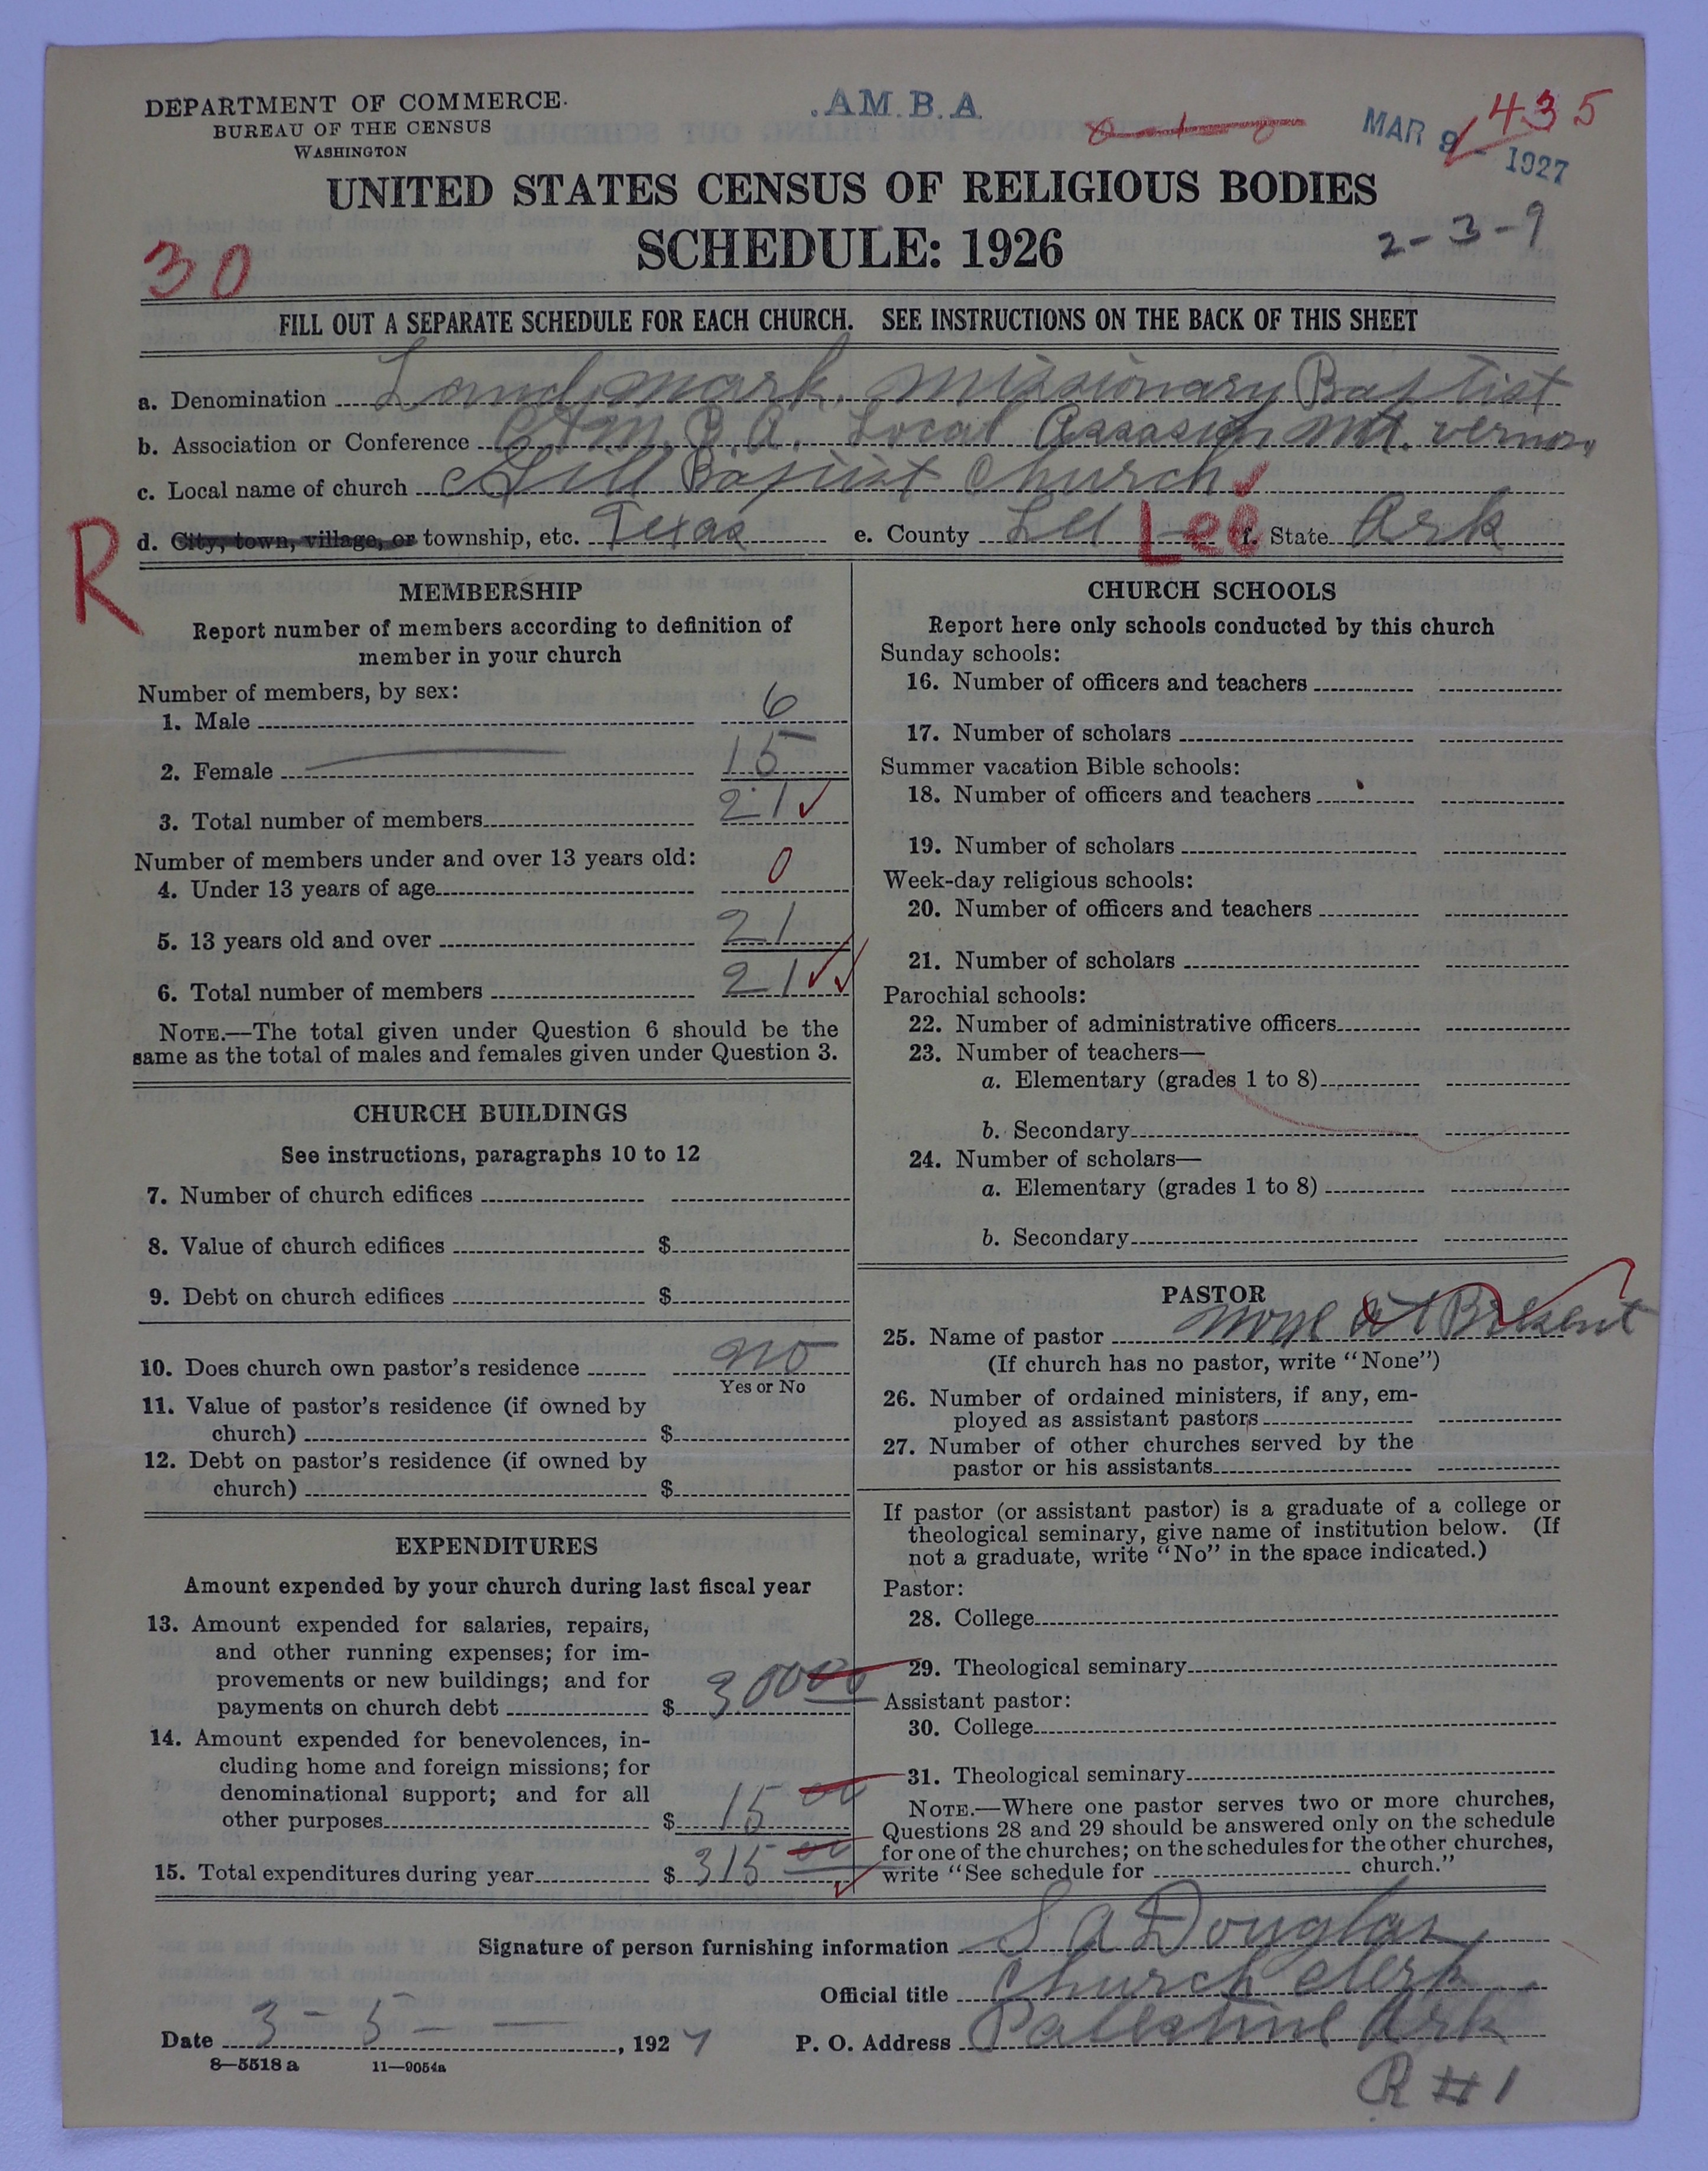 DEPARTMENT OF COMMERCE
BUREAU OF THE CENSUS
WASHINGTON
.A.M.B.A.
435
MAR 9 - 1927
UNITED STATES CENSUS OF RELIGIOUS BODIES
SCHEDULE: 1926
2-3-9
30
FILL OUT A SEPARATE SCHEDULE FOR EACH CHURCH. SEE INSTRUCTIONS ON THE BACK OF THIS SHEET
a. Denomination Landmark. Missionary Baptist
b. Association or Conference A.M.B.A. Local Mt. vernon
c. Local name of church Baptist Church
d. City, town, village, or township, etc. Texas e. County Lee f. State Ark
R
MEMBERSHIP
Report number of members according to definition of
member in your church
Number of members, by sex:
1. Male 6
2. Female 15
3. Total number of members 21
Number of members under and over 13 years old:
4. Under 13 years of age 0
5. 13 years old and over 21
6. Total number of members 21
NOTE.—The total given under Question 6 should be the
same as the total of males and females given under Question 3.
CHURCH BUILDINGS
See instructions, paragraphs 10 to 12
7. Number of church edifices
8. Value of church edifices $
9. Debt on church edifices $
10. Does church own pastor's residence no
Yes or No
11. Value of pastor's residence (if owned by
church) $
12. Debt on pastor's residence (if owned by
church) $
EXPENDITURES
Amount expended by your church during last fiscal year
13. Amount expended for salaries, repairs,
and other running expenses; for im-
provements or new buildings; and for
payments on church debt $ 300 00
14. Amount expended for benevolences, in-
cluding home and foreign missions; for
denominational support; and for all
other purposes $ 15 00
15. Total expenditures during year $ 315 00
CHURCH SCHOOLS
Report here only schools conducted by this church
Sunday schools:
16. Number of officers and teachers
17. Number of scholars
Summer vacation Bible schools:
18. Number of officers and teachers
19. Number of scholars
Week-day religious schools:
20. Number of officers and teachers
21. Number of scholars
Parochial schools:
22. Number of administrative officers
23. Number of teachers—
a. Elementary (grades 1 to 8)
b. Secondary
24. Number of scholars—
a. Elementary (grades 1 to 8)
b. Secondary
PASTOR
25. Name of pastor none at Present
(If church has no pastor, write "None")
26. Number of ordained ministers, if any, em-
ployed as assistant pastors
27. Number of other churches served by the
pastor or his assistants
If pastor (or assistant pastor) is a graduate of a college or
theological seminary, give name of institution below. (If
not a graduate, write "No" in the space indicated.)
Pastor:
28. College
29. Theological seminary
Assistant pastor:
30. College
31. Theological seminary
NOTE.—Where one pastor serves two or more churches,
Questions 28 and 29 should be answered only on the schedule
for one of the churches; on the schedules for the other churches,
write "See schedule for church."
Signature of person furnishing information S A Douglas
Official title Church clerk
Date 3-5- , 1927 P. O. Address Palestine Ark
8—5518 a 11—9054a
R #1